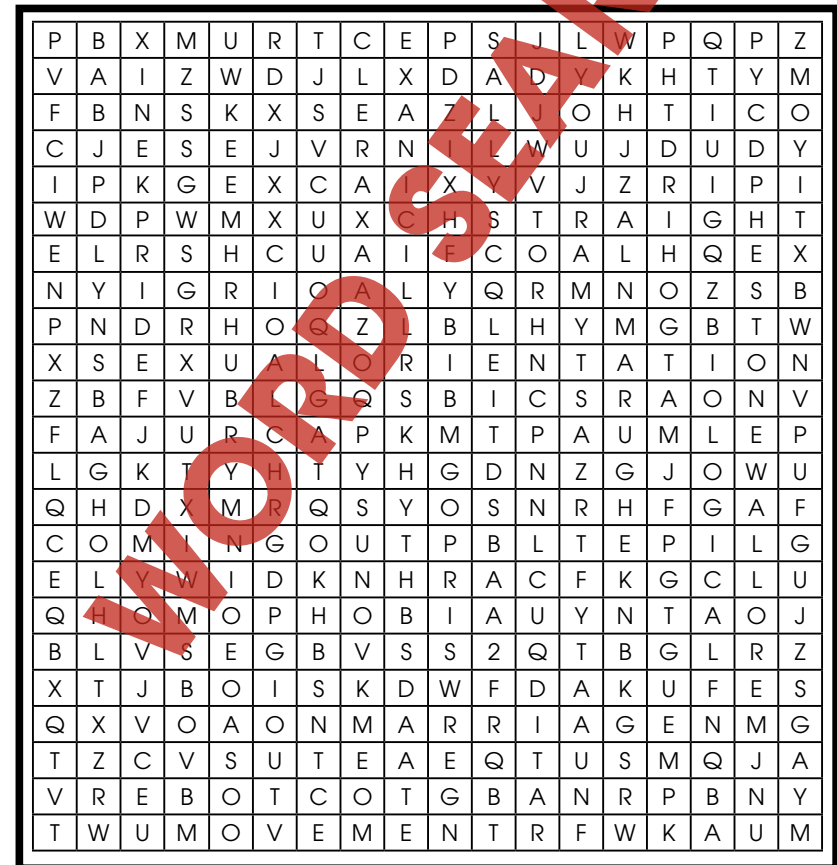 P B X M U R T C E P S J L W P Q P Z
V A I Z W D J L X D A D Y K H T Y M
F B N S K X S E A Z L J O H T I C O
C J E S E J V R N I L W U J D U D Y
I P K G E X C A I X Y V J Z R I P I
W D P W M X U X C H S T R A I G H T
E L R S H C U A I F C O A L H Q E X
N Y I G R I O A L Y Q R M N O Z S B
P N D R H O Q Z L B L H Y M G B T W
X S E X U A L O R I E N T A T I O N
Z B F V B L G Q S B I C S R A O N V
F A J U R C A P K M T P A U M L E P
L G K T Y H T Y H G D N Z G J O W U
Q H D X M R Q S Y O S N R H F G A F
C O M I N G O U T P B L T E P I L G
E L Y W I D K N H R A C F K G C L U
Q H O M O P H O B I A U Y N T A O J
B L V S E G B V S S 2 Q T B G L R Z
X T J B O I S K D W F D A K U F E S
Q X V O A O N M A R R I A G E N M G
T Z C V S U T E A E Q T U S M Q J A
V R E B O T C O T G B A N R P B N Y
T W U M O V E M E N T R F W K A U M
WORD SEAR